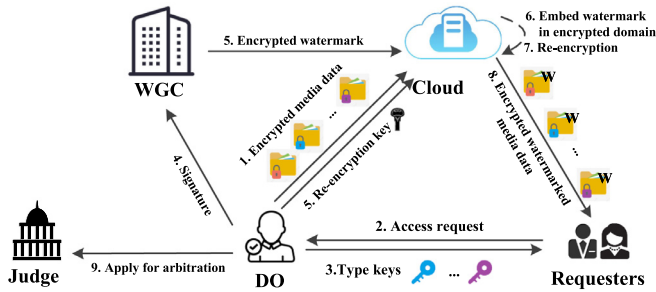 6. Embed watermark
in encrypted domain
7. Re-encryption
5. Encrypted watermark
WGC
Cloud
1. Encrypted media data
...
5. Re-encryption key
8. Encrypted watermarked
media data
W
W
...
W
4. Signature
2. Access request
3.Type keys ...
Judge
9. Apply for arbitration
DO
Requesters